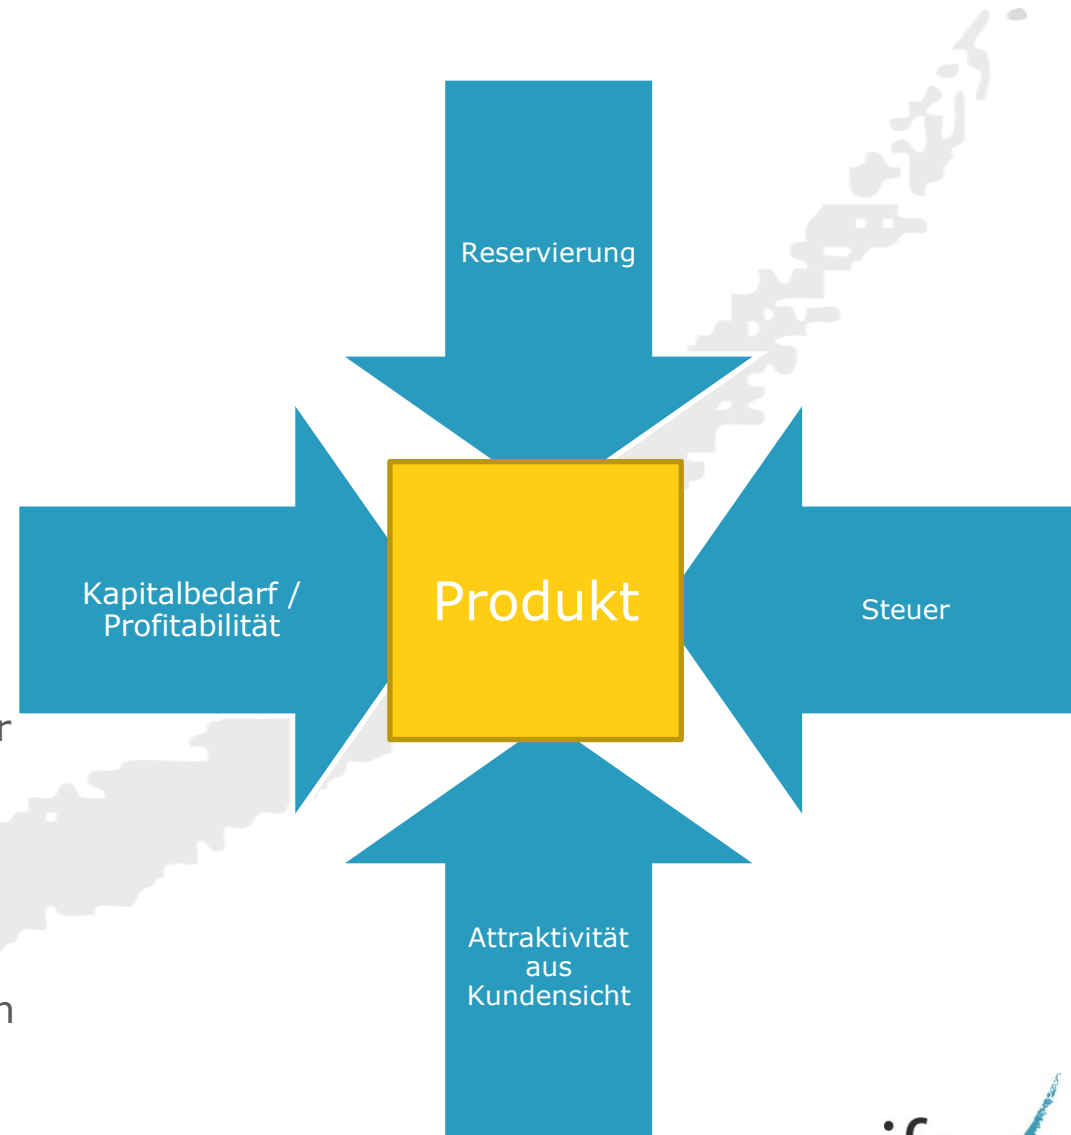 Reservierung
Kapitalbedarf /
Profitabilität
Produkt
Steuer
r
Attraktivität
aus
Kundensicht
n